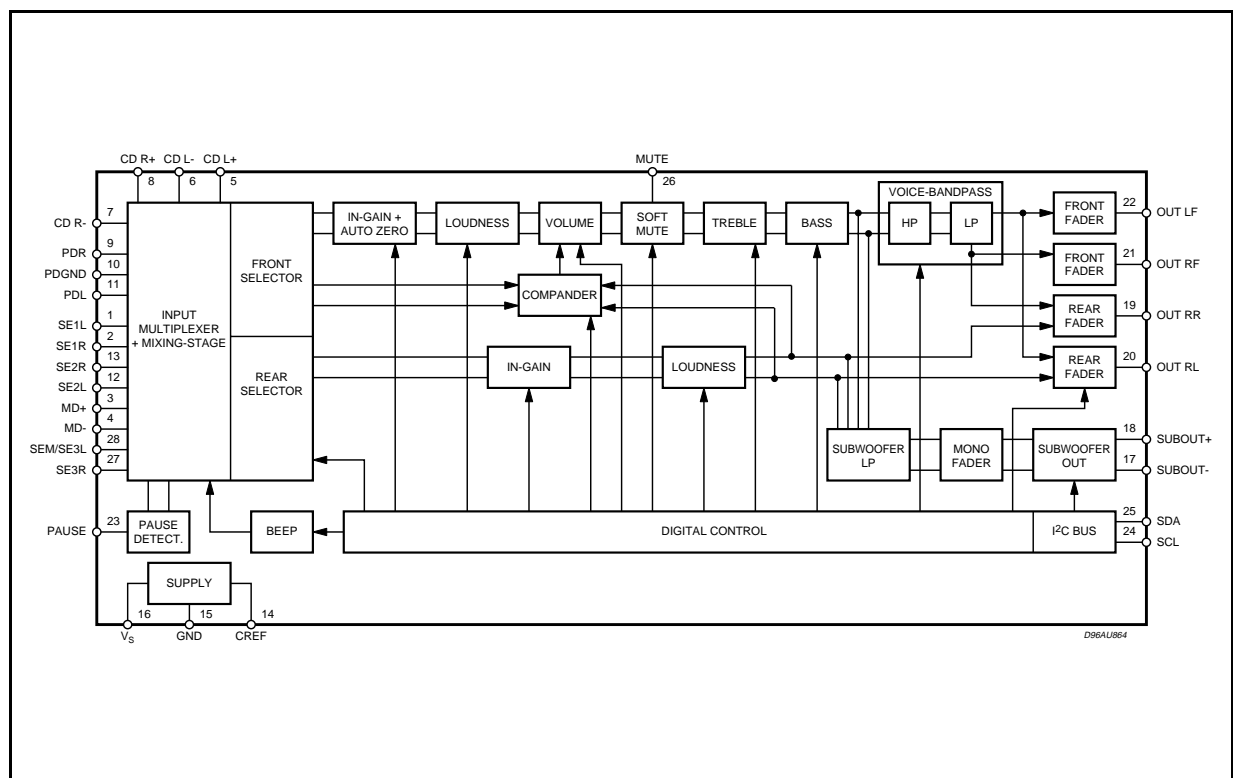 CD R+ CD L- CD L+
8 6 5
MUTE
26
7
CD R-
9
PDR
10
PDGND
11
PDL
1
SE1L
2
SE1R
13
SE2R
12
SE2L
3
MD+
4
MD-
28
SEM/SE3L
27
SE3R
INPUT
MULTIPLEXER
+ MIXING-STAGE
FRONT
SELECTOR
REAR
SELECTOR
IN-GAIN +
AUTO ZERO
LOUDNESS
VOLUME
SOFT
MUTE
TREBLE
BASS
VOICE-BANDPASS
HP
LP
FRONT
FADER
22
OUT LF
FRONT
FADER
21
OUT RF
REAR
FADER
19
OUT RR
REAR
FADER
20
OUT RL
COMPANDER
IN-GAIN
LOUDNESS
SUBWOOFER
LP
MONO
FADER
SUBWOOFER
OUT
18
SUBOUT+
17
SUBOUT-
PAUSE
23
PAUSE
DETECT.
BEEP
DIGITAL CONTROL
I2C BUS
25
SDA
24
SCL
SUPPLY
16 15 14
VS GND CREF
D96AU864